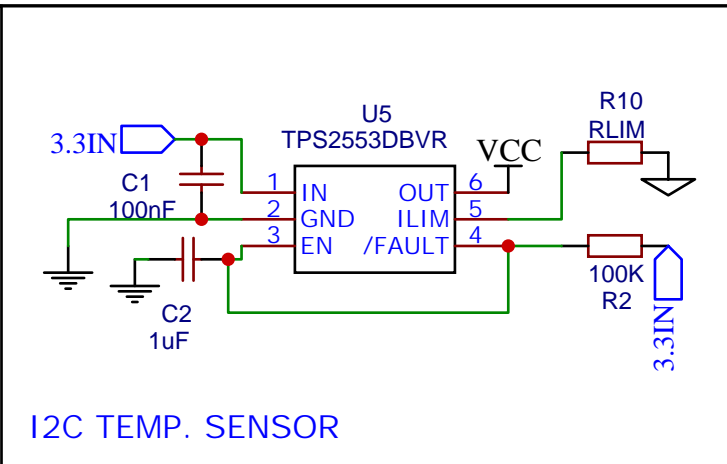 U5
TPS2553DBVR
3.3IN
C1
100nF
VCC
R10
RLIM
1 IN OUT 6
2 GND ILIM 5
3 EN /FAULT 4
C2
1uF
100K
R2
3.3IN
I2C TEMP. SENSOR